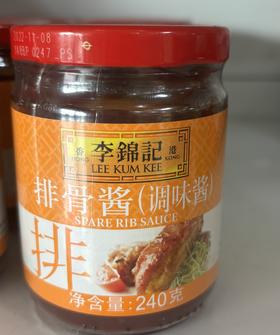 2022-11-08
香 李錦記 港
HONG KONG
LEE KUM KEE
排骨酱(调味酱)
SPARE RIB SAUCE
排
净含量:240克